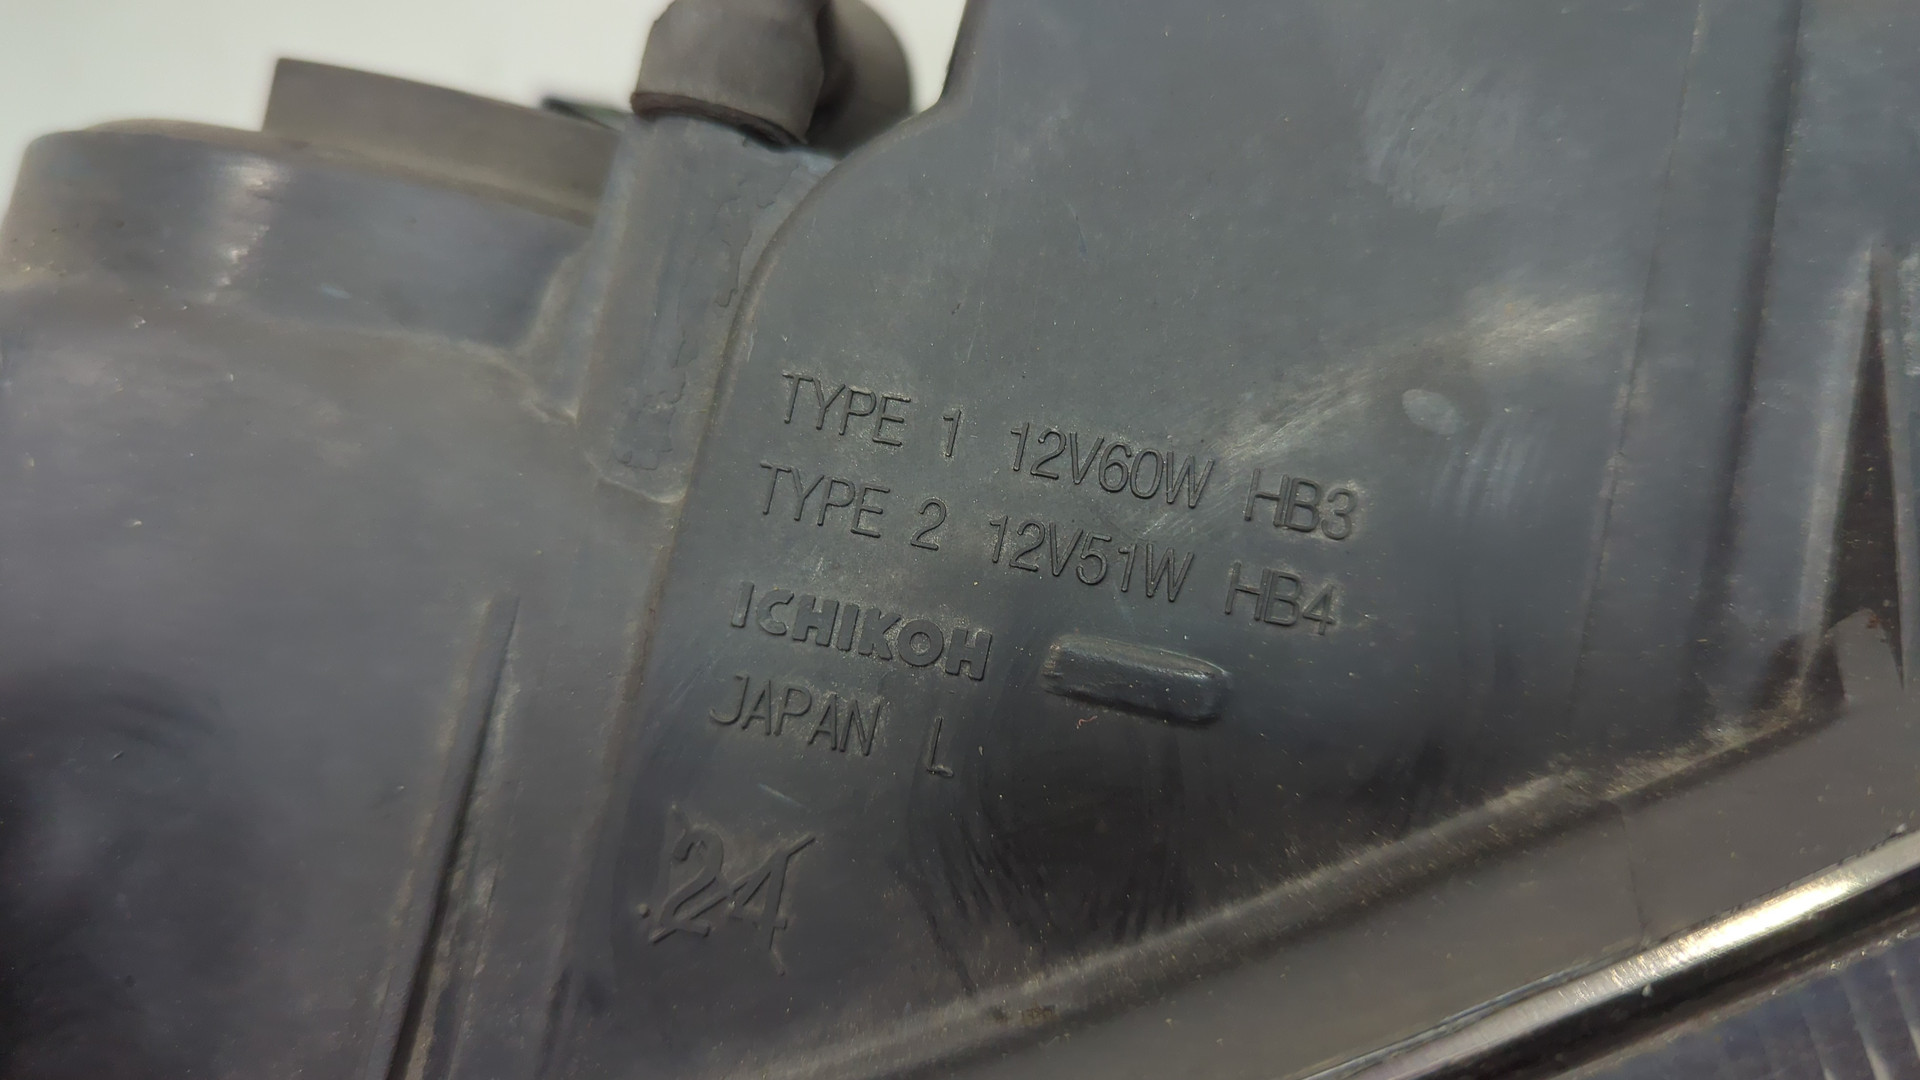 TYPE 1 12V60W HB3
TYPE 2 12V51W HB4
ICHIKOH
JAPAN L
24